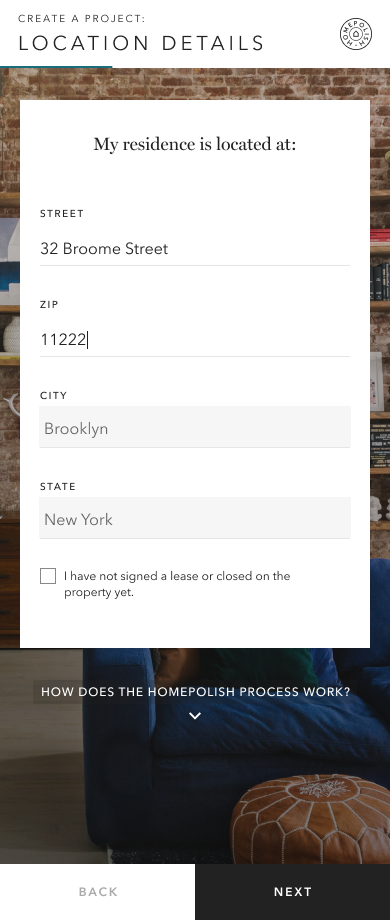 CREATE A PROJECT:
LOCATION DETAILS
HOMEPOLISH
My residence is located at:
STREET
32 Broome Street
ZIP
11222
CITY
Brooklyn
STATE
New York
I have not signed a lease or closed on the
property yet.
HOW DOES THE HOMEPOLISH PROCESS WORK?
BACK
NEXT